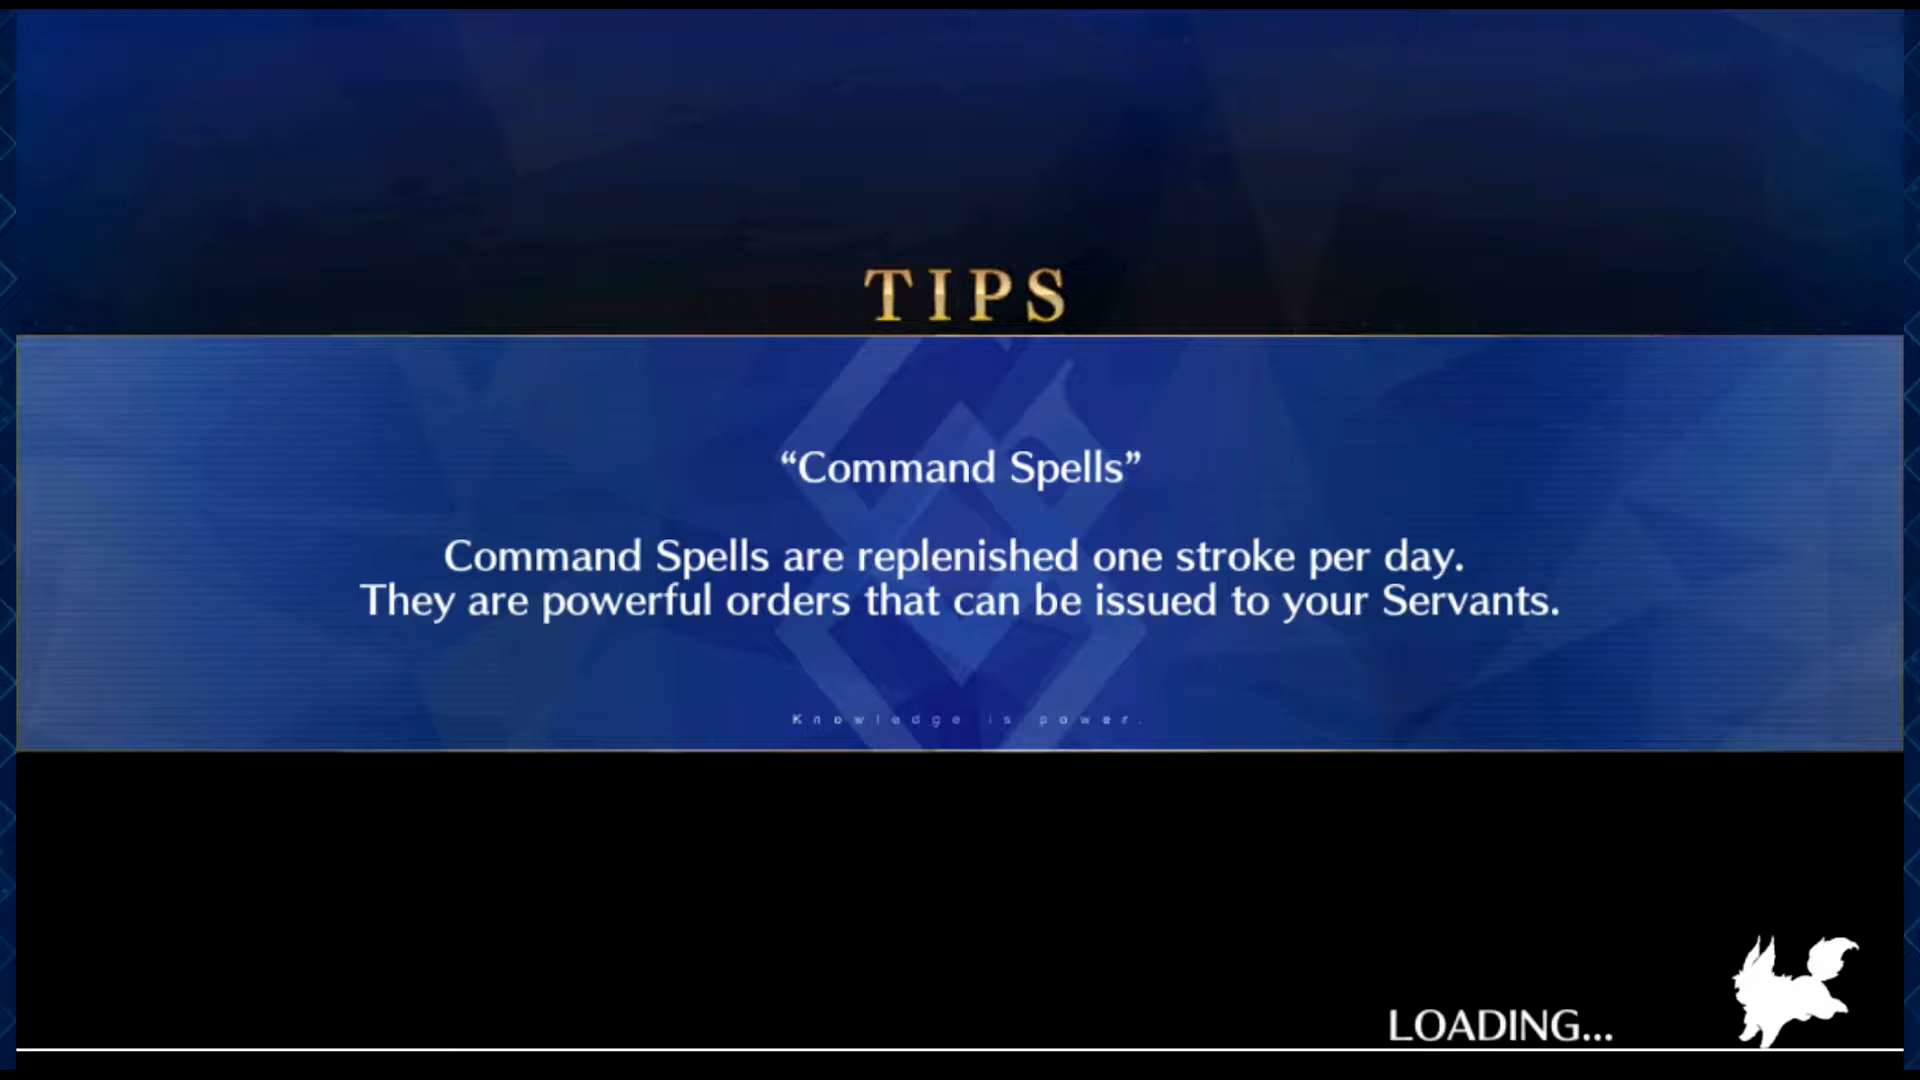 TIPS
“Command Spells”
Command Spells are replenished one stroke per day.
They are powerful orders that can be issued to your Servants.
Knowledge is power.
LOADING...